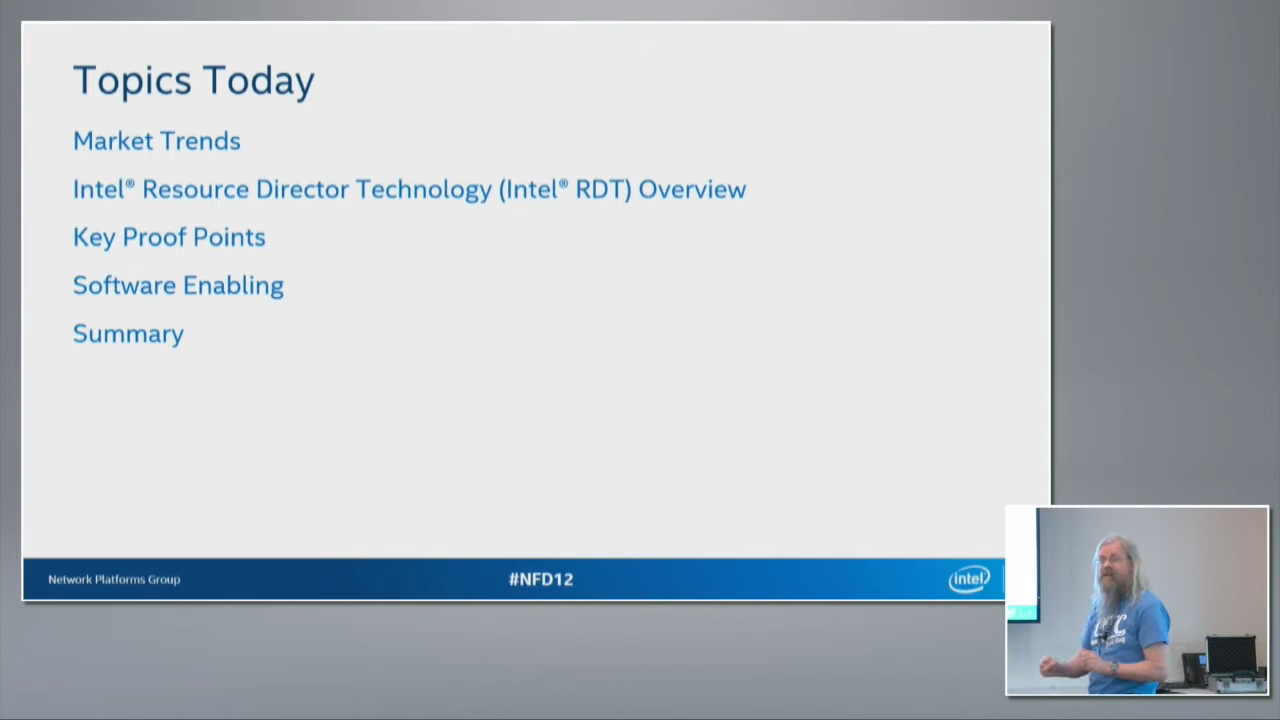 Topics Today
Market Trends
Intel® Resource Director Technology (Intel® RDT) Overview
Key Proof Points
Software Enabling
Summary
Network Platforms Group
#NFD12
intel